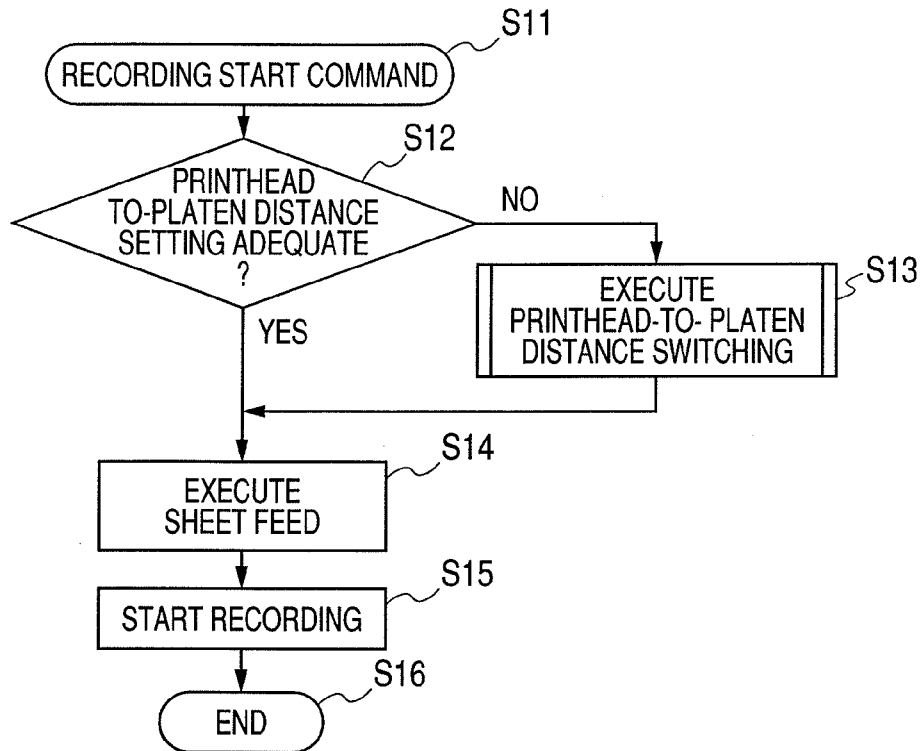 S11
RECORDING START COMMAND
S12
PRINTHEAD
TO-PLATEN DISTANCE
SETTING ADEQUATE
?
NO
S13
EXECUTE
PRINTHEAD-TO- PLATEN
DISTANCE SWITCHING
YES
S14
EXECUTE
SHEET FEED
S15
START RECORDING
S16
END